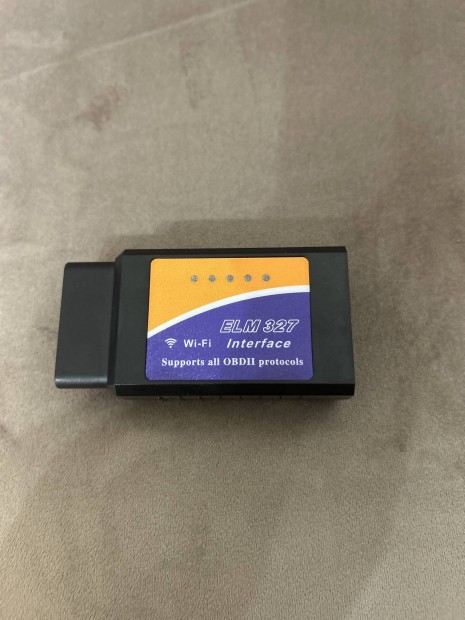 ELM 327
Wi-Fi Interface
Supports all OBDII protocols